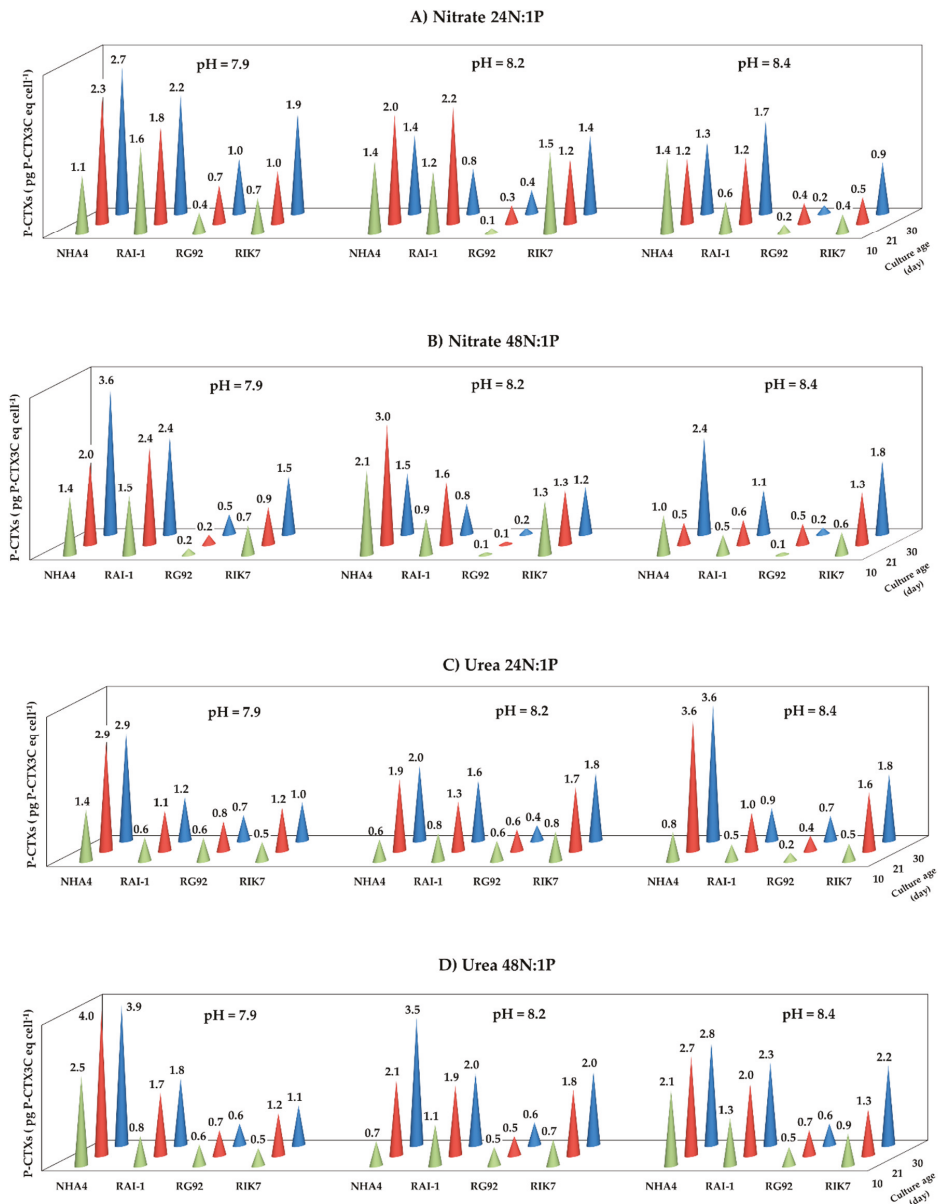 A) Nitrate 24N:1P
P-CTXs ( pg P-CTX3C eq cell⁻¹)
pH = 7.9
pH = 8.2
pH = 8.4
1.1 2.3 2.7 1.6 1.8 2.2 0.4 0.7 1.0 0.7 1.0 1.9
1.4 2.0 1.4 1.2 2.2 0.8 0.1 0.3 0.4 1.5 1.2 1.4
1.4 1.2 1.3 0.6 1.2 1.7 0.2 0.4 0.2 0.4 0.5 0.9
NHA4 RAI-1 RG92 RIK7 NHA4 RAI-1 RG92 RIK7 NHA4 RAI-1 RG92 RIK7
10 21 30
Culture age
(day)
B) Nitrate 48N:1P
P-CTXs ( pg P-CTX3C eq cell⁻¹)
pH = 7.9
pH = 8.2
pH = 8.4
1.4 2.0 3.6 1.5 2.4 2.4 0.2 0.2 0.5 0.7 0.9 1.5
2.1 3.0 1.5 0.9 1.6 0.8 0.1 0.1 0.2 1.3 1.3 1.2
1.0 0.5 2.4 0.5 0.6 1.1 0.1 0.5 0.2 0.6 1.3 1.8
NHA4 RAI-1 RG92 RIK7 NHA4 RAI-1 RG92 RIK7 NHA4 RAI-1 RG92 RIK7
10 21 30
Culture age
(day)
C) Urea 24N:1P
P-CTXs ( pg P-CTX3C eq cell⁻¹)
pH = 7.9
pH = 8.2
pH = 8.4
1.4 2.9 2.9 0.6 1.1 1.2 0.6 0.8 0.7 0.5 1.2 1.0
0.6 1.9 2.0 0.8 1.3 1.6 0.6 0.6 0.4 0.8 1.7 1.8
0.8 3.6 3.6 0.5 1.0 0.9 0.2 0.4 0.7 0.5 1.6 1.8
NHA4 RAI-1 RG92 RIK7 NHA4 RAI-1 RG92 RIK7 NHA4 RAI-1 RG92 RIK7
10 21 30
Culture age
(day)
D) Urea 48N:1P
P-CTXs ( pg P-CTX3C eq cell⁻¹)
pH = 7.9
pH = 8.2
pH = 8.4
2.5 4.0 3.9 0.8 1.7 1.8 0.6 0.7 0.6 0.5 1.2 1.1
0.7 2.1 3.5 1.1 1.9 2.0 0.5 0.5 0.6 0.7 1.8 2.0
2.1 2.7 2.8 1.3 2.0 2.3 0.5 0.7 0.6 0.9 1.3 2.2
NHA4 RAI-1 RG92 RIK7 NHA4 RAI-1 RG92 RIK7 NHA4 RAI-1 RG92 RIK7
10 21 30
Culture age
(day)